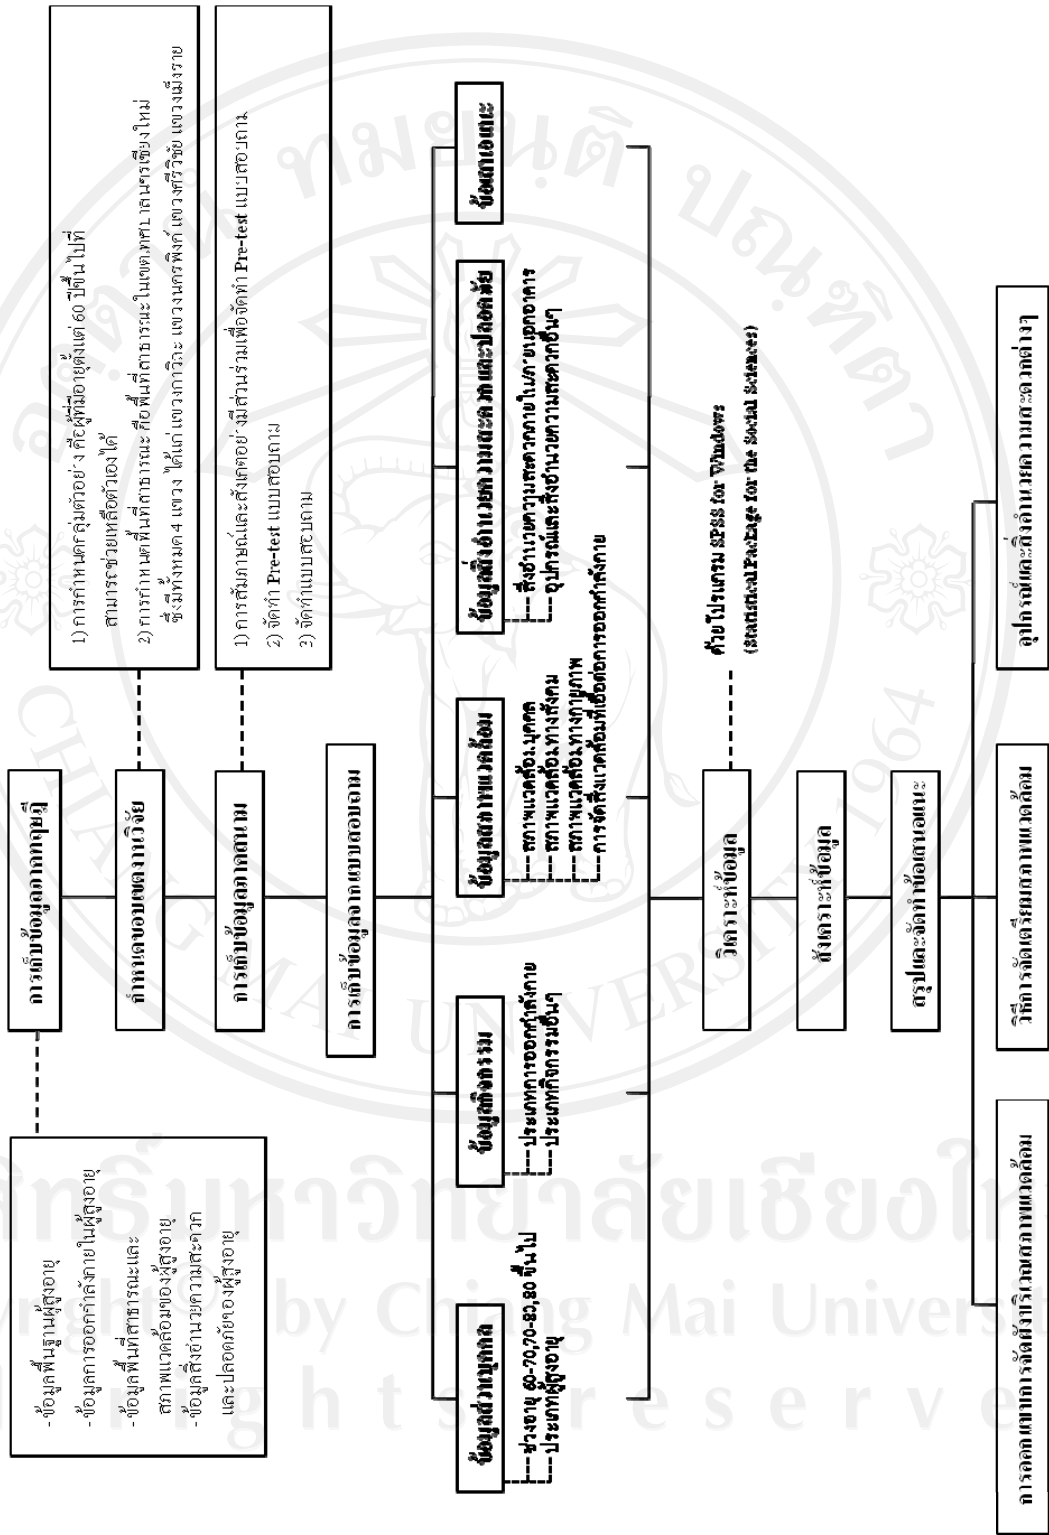 การเก็บข้อมูลภาคทฤษฎี
- ข้อมูลพื้นฐานผู้สูงอายุ
- ข้อมูลการออกกำลังกายในผู้สูงอายุ
- ข้อมูลพื้นที่สาธารณะและ
สภาพแวดล้อมของผู้สูงอายุ
- ข้อมูลสิ่งอำนวยความสะดวก
และปลอดภัยของผู้สูงอายุ
กำหนดขอบเขตงานวิจัย
1) การกำหนดกลุ่มตัวอย่าง คือผู้ที่มีอายุตั้งแต่ 60 ปีขึ้นไปที่
สามารถช่วยเหลือตัวเองได้
2) การกำหนดพื้นที่สาธารณะ คือพื้นที่สาธารณะในเขตเทศบาลนครเชียงใหม่
ซึ่งมีทั้งหมด 4 แขวง ได้แก่ แขวงกาวิละ แขวงนครพิงค์ แขวงศรีวิชัย แขวงเม็งราย
การเก็บข้อมูลภาคสนาม
1) การสัมภาษณ์และสังเกตอย่างมีส่วนร่วมเพื่อจัดทำ Pre-test แบบสอบถาม
2) จัดทำ Pre-test แบบสอบถาม
3) จัดทำแบบสอบถาม
การเก็บข้อมูลจากแบบสอบถาม
ข้อมูลส่วนบุคคล
ช่วงอายุ 60-70,70-80,80 ขึ้นไป
ประเภทผู้สูงอายุ
ข้อมูลกิจกรรม
ประเภทการออกกำลังกาย
ประเภทกิจกรรมอื่นๆ
ข้อมูลสภาพแวดล้อม
สภาพแวดล้อมบุคคล
สภาพแวดล้อมทางสังคม
สภาพแวดล้อมทางกายภาพ
การจัดสิ่งแวดล้อมที่เอื้อต่อการออกกำลังกาย
ข้อมูลสิ่งอำนวยความสะดวกและปลอดภัย
สิ่งอำนวยความสะดวกภายใน/ภายนอกอาคาร
อุปกรณ์และสิ่งอำนวยความสะดวกอื่นๆ
ข้อเสนอแนะ
วิเคราะห์ข้อมูล
ด้วยโปรแกรม SPSS for Windows
(Statistical Package for the Social Sciences)
สังเคราะห์ข้อมูล
สรุปและจัดทำข้อเสนอแนะ
การออกแบบการจัดผังบริเวณสภาพแวดล้อม
วิธีการจัดเตรียมสภาพแวดล้อม
อุปกรณ์และสิ่งอำนวยความสะดวกต่างๆ
CHIANG MAI UNIVERSITY 1964
by Chiang Mai Universit
rights reserve